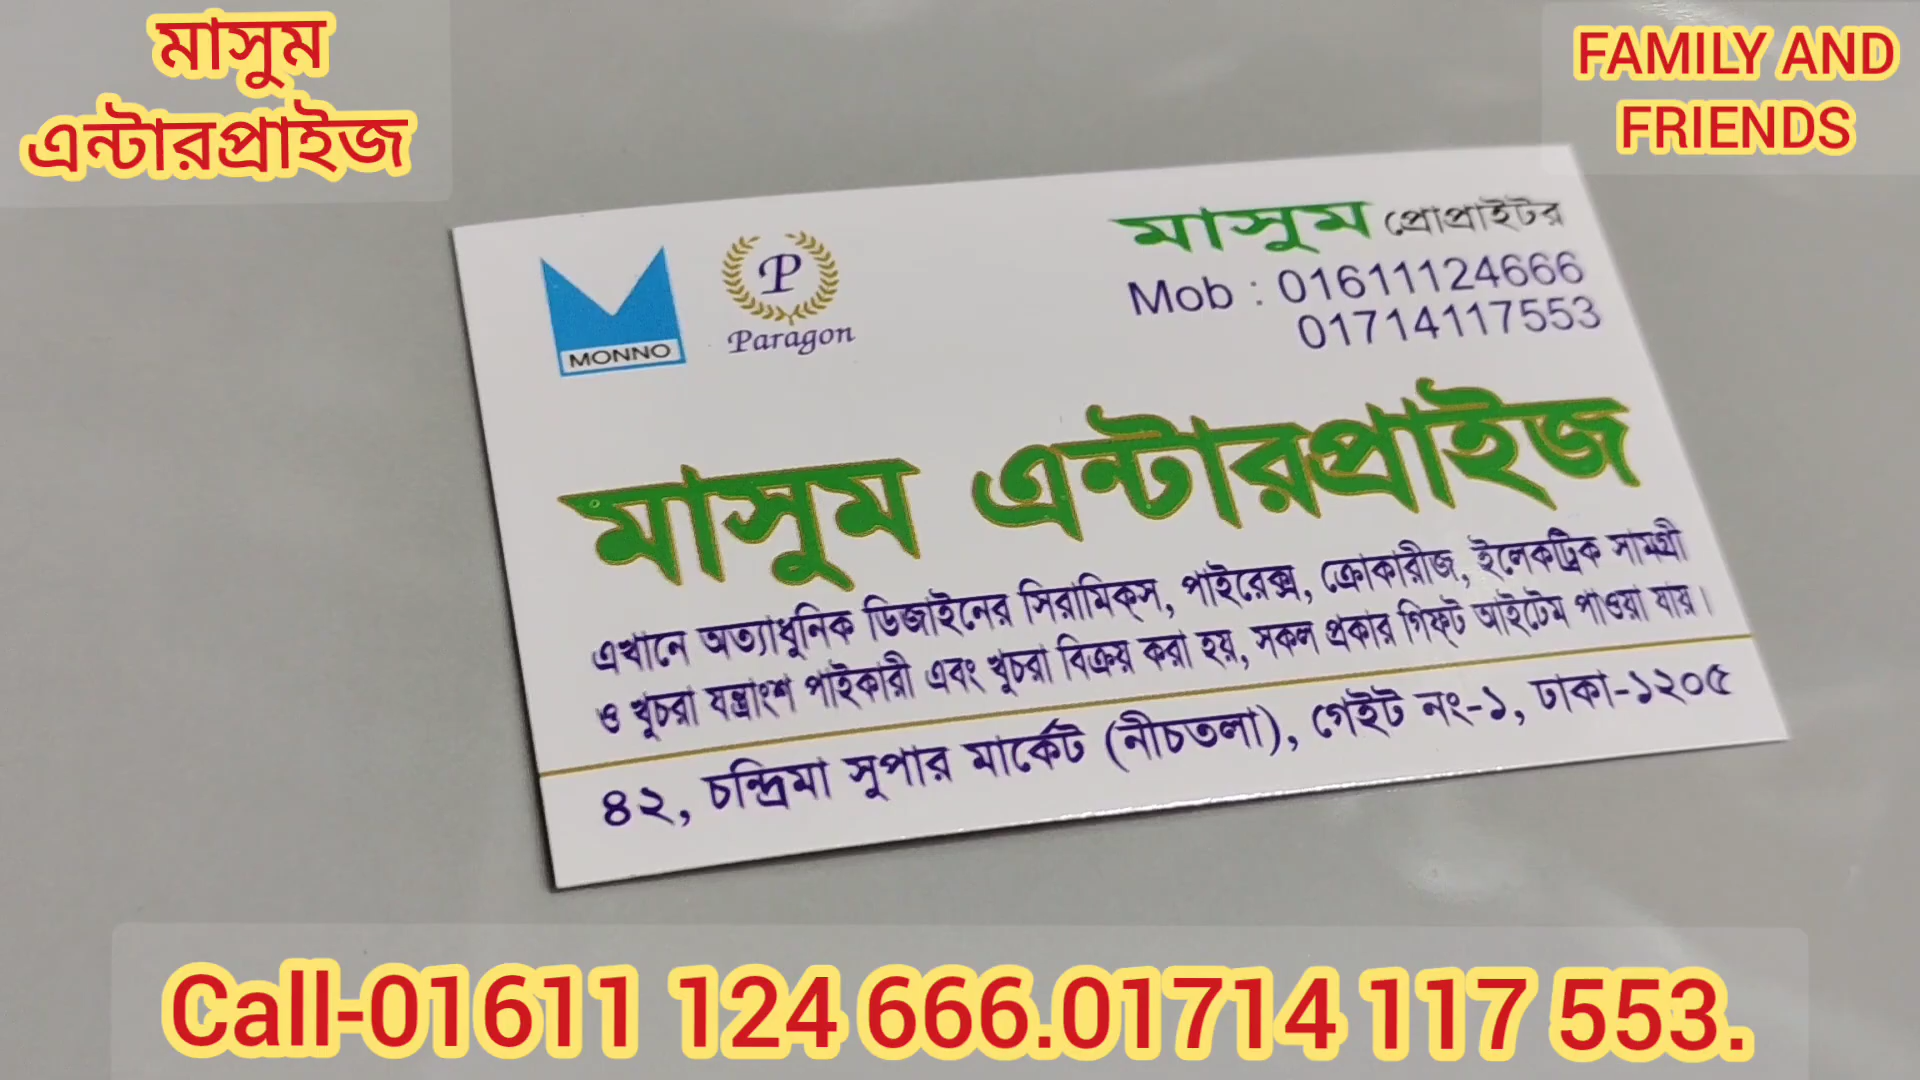 মাসুম
এন্টারপ্রাইজ
FAMILY AND
FRIENDS
MONNO
P
Paragon
মাসুম প্রোপ্রাইটর
Mob : 01611124666
01714117553
মাসুম এন্টারপ্রাইজ
এখানে অত্যাধুনিক ডিজাইনের সিরামিক্স, পাইরেক্স, ক্রোকারীজ, ইলেকট্রিক সামগ্রী
ও খুচরা যন্ত্রাংশ পাইকারী এবং খুচরা বিক্রয় করা হয়, সকল প্রকার গিফ্ট আইটেম পাওয়া যায়।
৪২, চন্দ্রিমা সুপার মার্কেট (নীচতলা), গেইট নং-১, ঢাকা-১২০৫
Call-01611 124 666.01714 117 553.